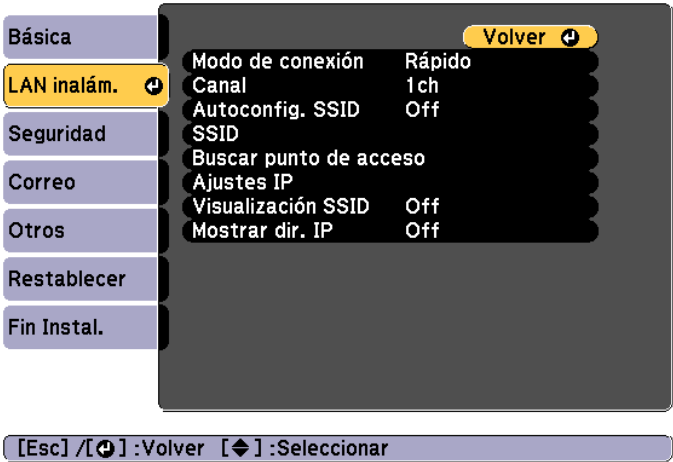 Básica
LAN inalám.
Seguridad
Correo
Otros
Restablecer
Fin Instal.
Volver
Modo de conexión Rápido
Canal 1ch
Autoconfig. SSID Off
SSID
Buscar punto de acceso
Ajustes IP
Visualización SSID Off
Mostrar dir. IP Off
[Esc] /[⏎] :Volver [◆] :Seleccionar